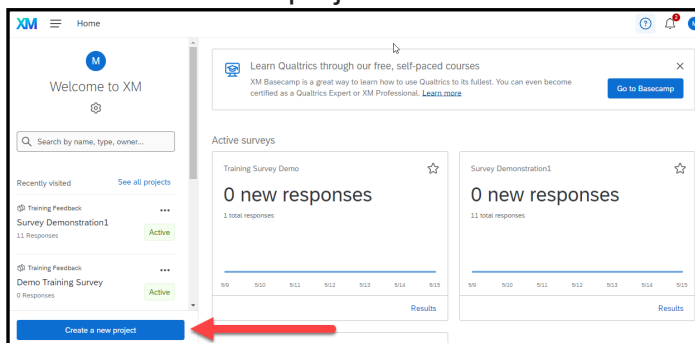 XM
Home
2
M
Welcome to XM
Search by name, type, owner...
Recently visited
See all projects
Training Feedback
Survey Demonstration1
11 Responses
Active
Training Feedback
Demo Training Survey
0 Responses
Active
Create a new project
Learn Qualtrics through our free, self-paced courses
XM Basecamp is a great way to learn how to use Qualtrics to its fullest. You can even become
certified as a Qualtrics Expert or XM Professional. Learn more
Go to Basecamp
Active surveys
Training Survey Demo
0 new responses
1 total responses
5/9 5/10 5/11 5/12 5/13 5/14 5/15
Results
Survey Demonstration1
0 new responses
11 total responses
5/9 5/10 5/11 5/12 5/13 5/14 5/15
Results